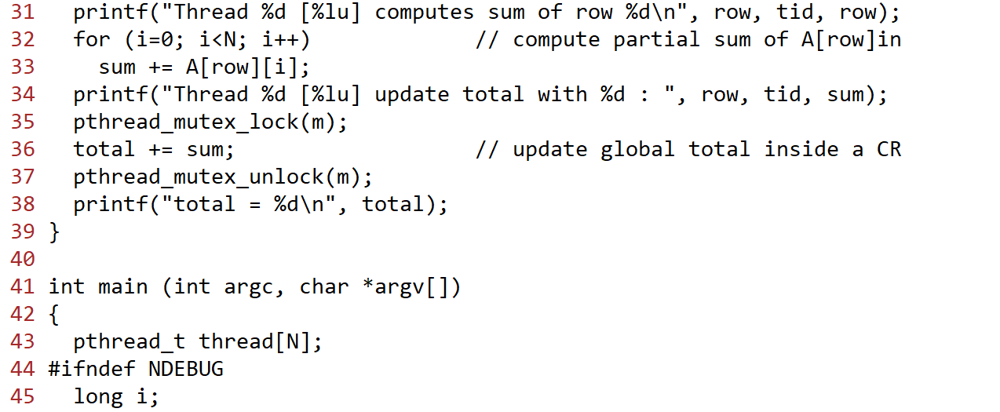 31   printf("Thread %d [%lu] computes sum of row %d\n", row, tid, row);
32   for (i=0; i<N; i++)             // compute partial sum of A[row]in
33     sum += A[row][i];
34   printf("Thread %d [%lu] update total with %d : ", row, tid, sum);
35   pthread_mutex_lock(m);
36   total += sum;                   // update global total inside a CR
37   pthread_mutex_unlock(m);
38   printf("total = %d\n", total);
39 }
40
41 int main (int argc, char *argv[])
42 {
43   pthread_t thread[N];
44 #ifndef NDEBUG
45   long i;